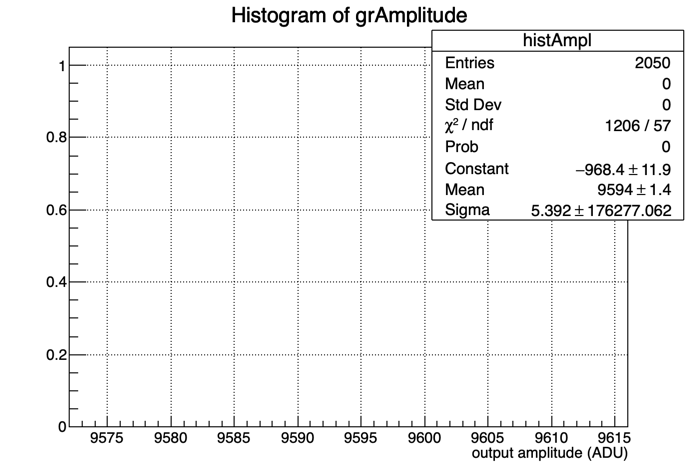 Histogram of grAmplitude
histAmpl
Entries 2050
Mean 0
Std Dev 0
χ² / ndf 1206 / 57
Prob 0
Constant −968.4 ± 11.9
Mean 9594 ± 1.4
Sigma 5.392 ± 176277.062
1
0.8
0.6
0.4
0.2
0
9575 9580 9585 9590 9595 9600 9605 9610 9615
output amplitude (ADU)